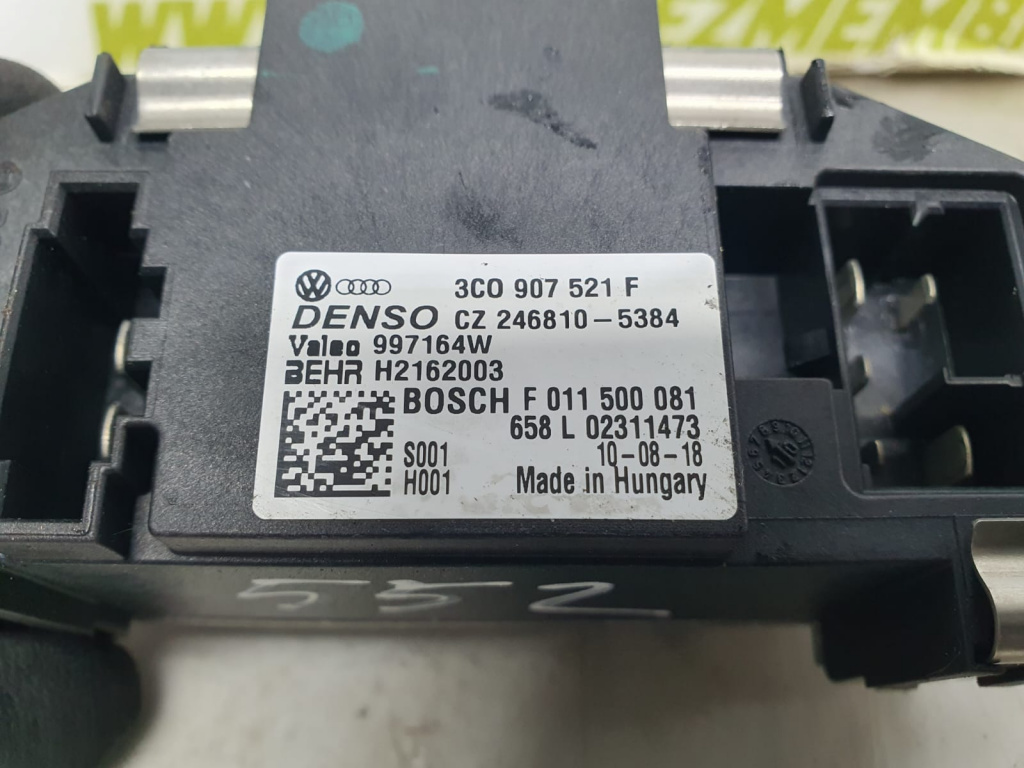 EZMEMBR
3C0 907 521 F
DENSO CZ 246810-5384
Valeo 997164W
BEHR H2162003
BOSCH F 011 500 081
658 L 02311473
S001 10-08-18
H001 Made in Hungary
552